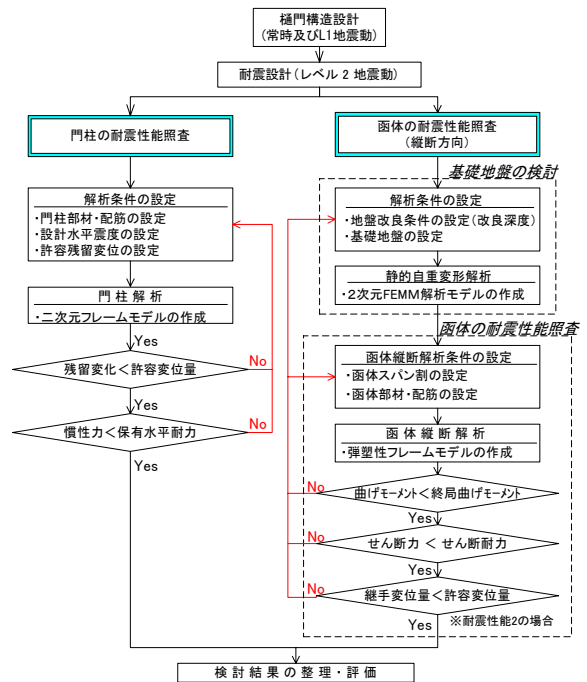 樋門構造設計
(常時及びL1地震動)
耐震設計(レベル2地震動)
門柱の耐震性能照査
解析条件の設定
・門柱部材・配筋の設定
・設計水平震度の設定
・許容残留変位の設定
門柱解析
・二次元フレームモデルの作成
Yes
残留変化<許容変位量
No
Yes
慣性力<保有水平耐力
No
Yes
函体の耐震性能照査
(縦断方向)
基礎地盤の検討
解析条件の設定
・地盤改良条件の設定(改良深度)
・基礎地盤の設定
静的自重変形解析
・2次元FEMM解析モデルの作成
函体の耐震性能照査
函体縦断解析条件の設定
・函体スパン割の設定
・函体部材・配筋の設定
函体縦断解析
・弾塑性フレームモデルの作成
No
曲げモーメント<終局曲げモーメント
Yes
No
せん断力 < せん断耐力
Yes
No
継手変位量<許容変位量
Yes
※耐震性能2の場合
検討結果の整理・評価